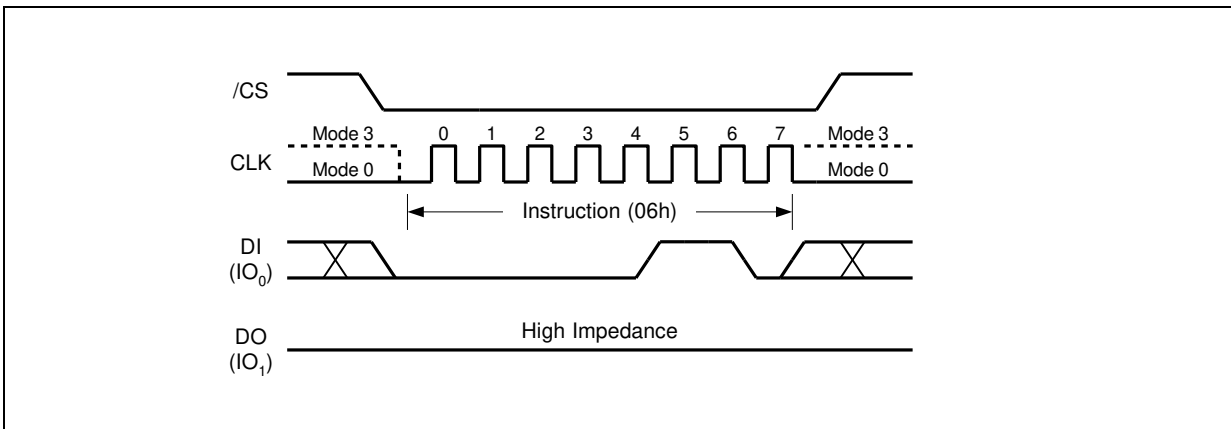 /CS
Mode 3 0 1 2 3 4 5 6 7 Mode 3
CLK
Mode 0 Mode 0
Instruction (06h)
DI
(IO0)
High Impedance
DO
(IO1)